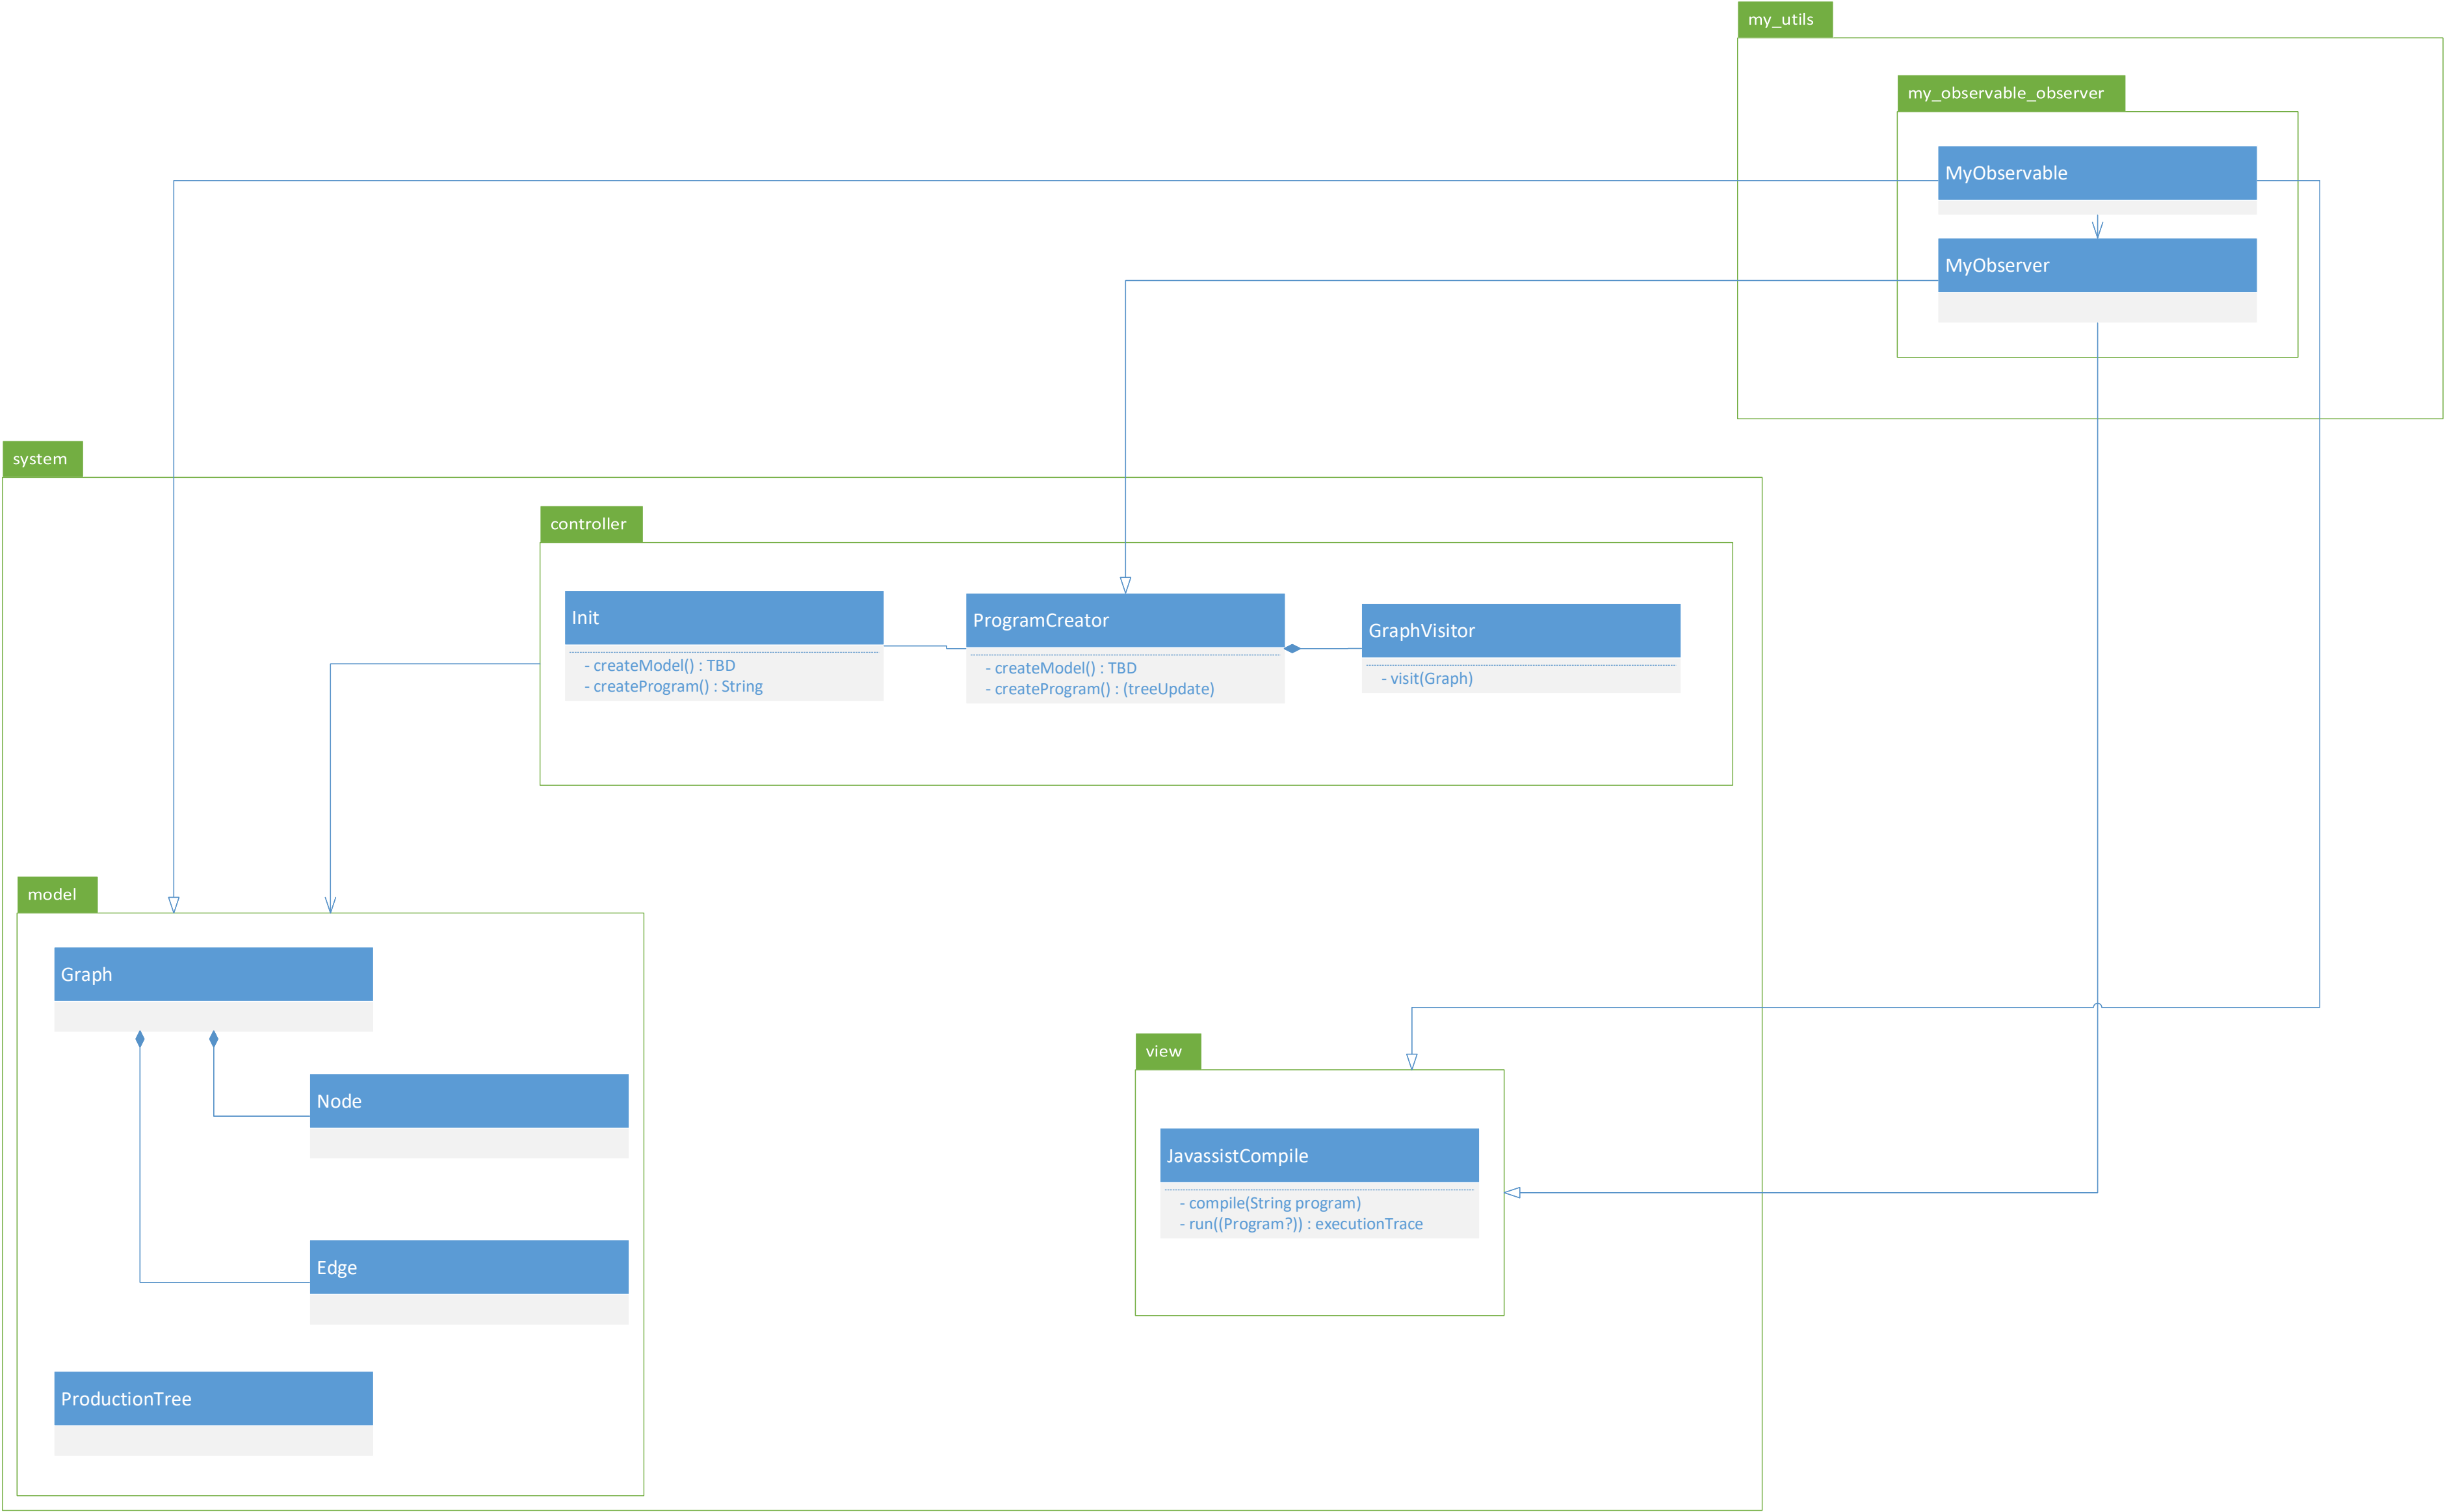 my_utils
my_observable_observer
MyObservable
MyObserver
system
controller
Init
- createModel() : TBD
- createProgram() : String
ProgramCreator
- createModel() : TBD
- createProgram() : (treeUpdate)
GraphVisitor
- visit(Graph)
model
Graph
Node
Edge
ProductionTree
view
JavassistCompile
- compile(String program)
- run((Program?)) : executionTrace